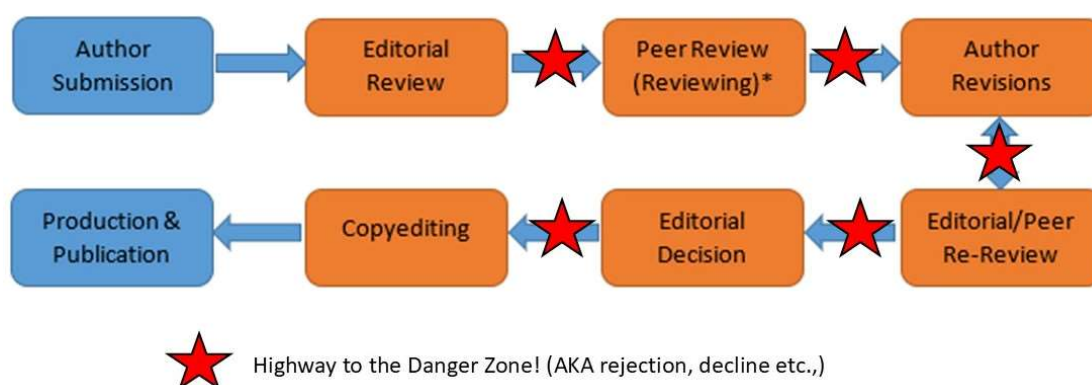 Author
Submission
Editorial
Review
Peer Review
(Reviewing)*
Author
Revisions
Production &
Publication
Copyediting
Editorial
Decision
Editorial/Peer
Re-Review
Highway to the Danger Zone! (AKA rejection, decline etc.,)